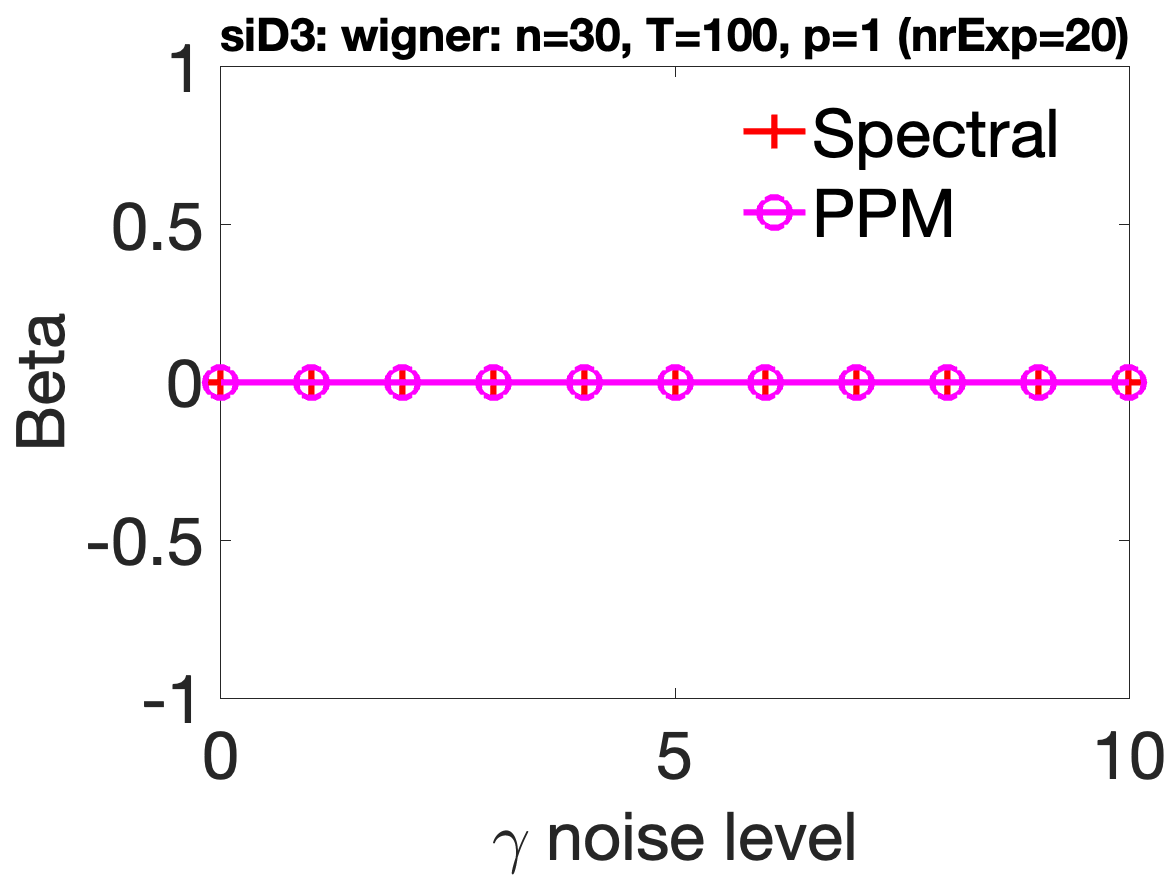 siD3: wigner: n=30, T=100, p=1 (nrExp=20)
1
0.5
0
-0.5
-1
Beta
Spectral
PPM
0 5 10
γ noise level